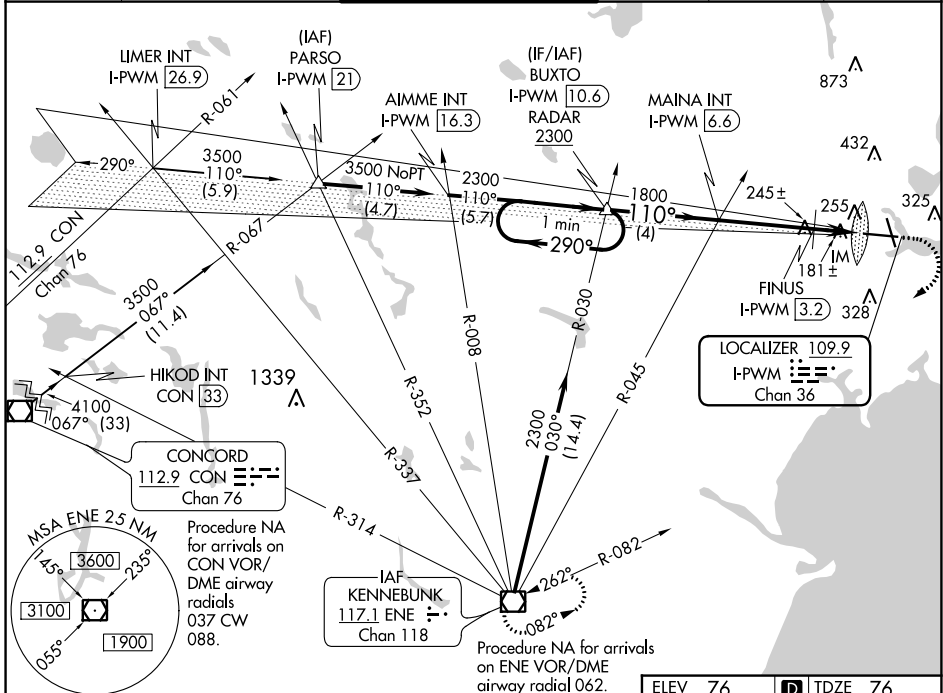 LIMER INT
I-PWM 26.9
(IAF)
PARSO
I-PWM 21
AIMME INT
I-PWM 16.3
(IF/IAF)
BUXTO
I-PWM 10.6
RADAR
2300
MAINA INT
I-PWM 6.6
873
432
325
255
245±
181±
IM
328
FINUS
I-PWM 3.2
R-061
290°
3500
110°
(5.9)
3500 NoPT
110°
(4.7)
2300
110°
(5.7)
1 min
290°
1800
110°
(4)
R-067
112.9 CON
Chan 76
3500
067°
(11.4)
HIKOD INT
CON 33
1339
4100
067° (33)
CONCORD
112.9 CON
Chan 76
R-337
R-352
R-008
R-030
R-045
2300
030°
(14.4)
LOCALIZER 109.9
I-PWM
Chan 36
R-314
R-082
262°
082°
IAF
KENNEBUNK
117.1 ENE
Chan 118
MSA ENE 25 NM
145°
3600
235°
3100
1900
055°
Procedure NA
for arrivals on
CON VOR/
DME airway
radials
037 CW
088.
Procedure NA for arrivals
on ENE VOR/DME
airway radial 062.
ELEV 76
D
TDZE 76